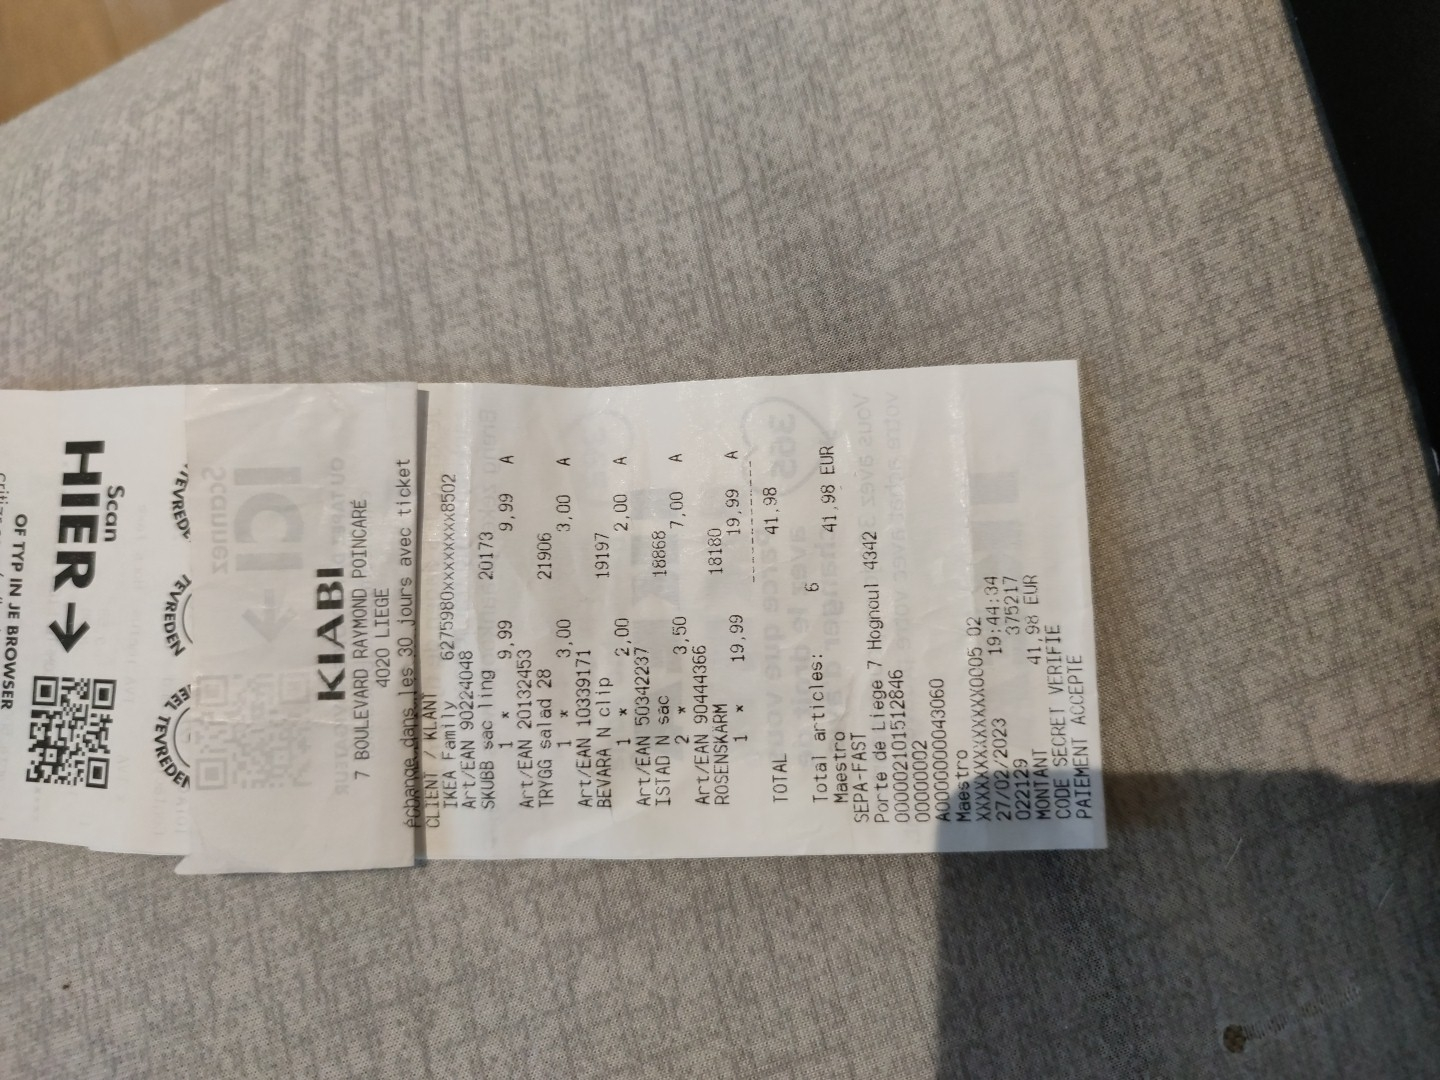 OF TYP IN JE BROWSER
Scan
HIER →
TEVREDEN
KIABI
7 BOULEVARD RAYMOND POINCARÉ
4020 LIEGE
échange dans les 30 jours avec ticket
CLIENT / KLANT
IKEA Family 6275980xxxxxxxxx8502
Art/EAN 90224048
SKUBB sac ling 20173
1 * 9,99 9,99 A
Art/EAN 20132453
TRYGG salad 28 21906
1 * 3,00 3,00 A
Art/EAN 10339171
BEVARA N clip 19197
1 * 2,00 2,00 A
Art/EAN 50342237
ISTAD N sac 18868
2 * 3,50 7,00 A
Art/EAN 90444366
ROSENSKARM 18180
1 * 19,99 19,99 A
TOTAL 41,98
Total articles: 6
Maestro 41,98 EUR
SEPA-FAST
Porte de Liege 7 Hognoul 4342
0000002101512846
00000002
A0000000043060
Maestro
27/02/2023 19:44:34
022129 375217
MONTANT 41,98 EUR
CODE SECRET VERIFIE
PAIEMENT ACCEPTE